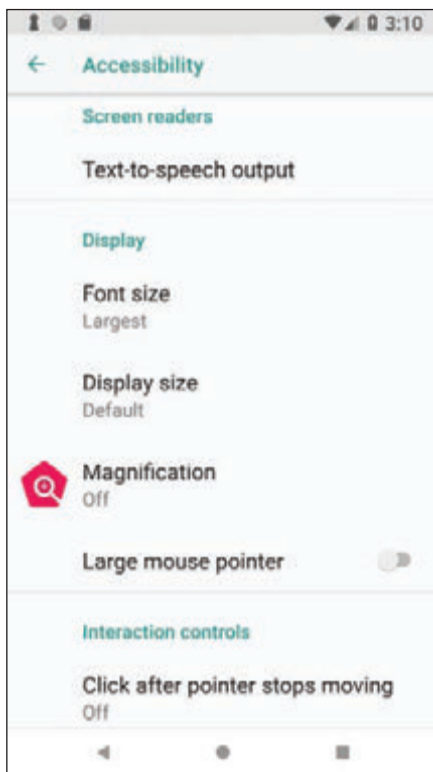 3:10
Accessibility
Screen readers
Text-to-speech output
Display
Font size
Largest
Display size
Default
Magnification
Off
Large mouse pointer
Interaction controls
Click after pointer stops moving
Off